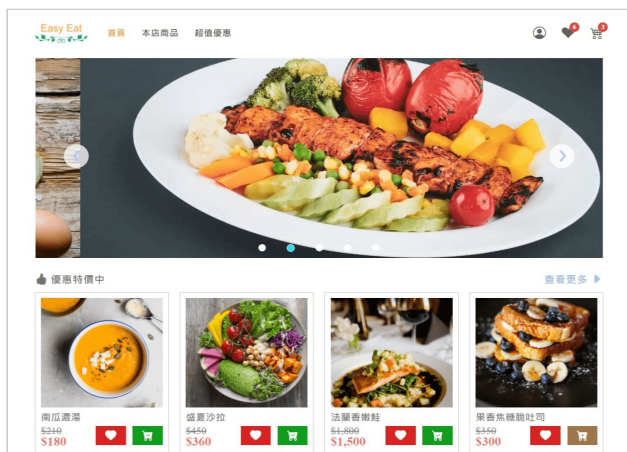 Easy Eat
首頁 本店商品 超值優惠
6 3
優惠特價中 查看更多
南瓜濃湯 盛夏沙拉 法蘭香嫩鮭 果香焦糖脆吐司
$210 $450 $1,800 $350
$180 $360 $1,500 $300